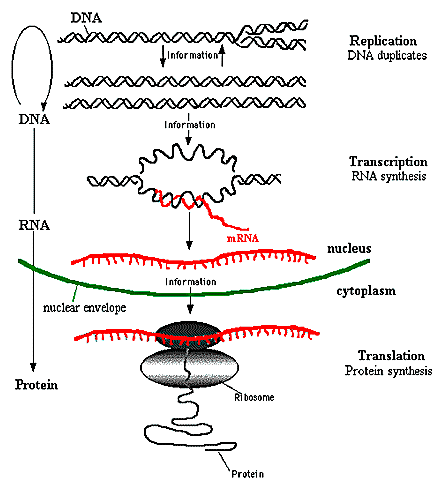 DNA
Information
Replication
DNA duplicates
DNA
Information
Transcription
RNA synthesis
RNA
mRNA
nucleus
Information
cytoplasm
nuclear envelope
Translation
Protein synthesis
Protein
Ribosome
Protein